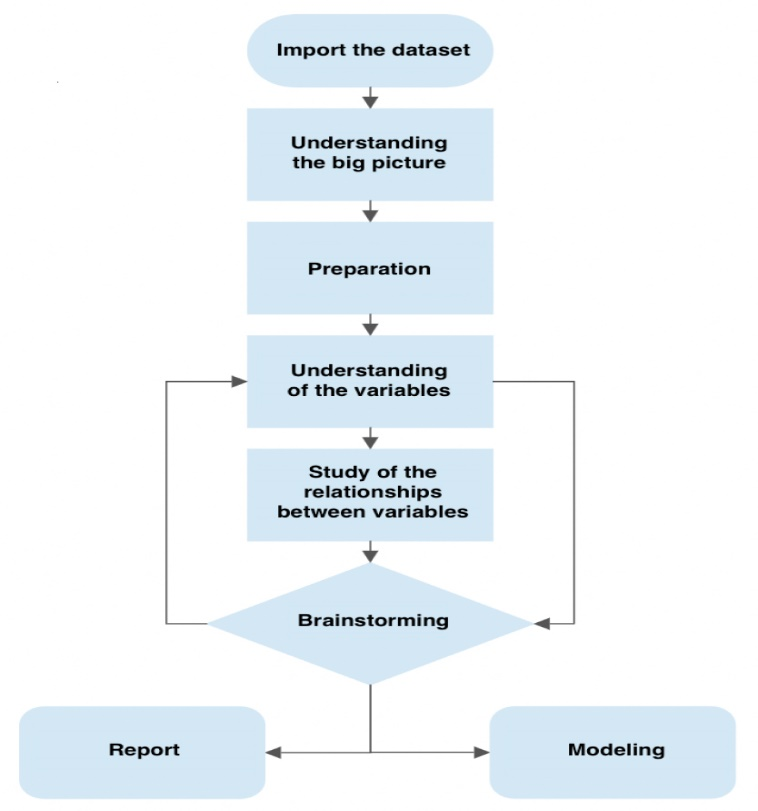 Import the dataset
Understanding
the big picture
Preparation
Understanding
of the variables
Study of the
relationships
between variables
Brainstorming
Report
Modeling